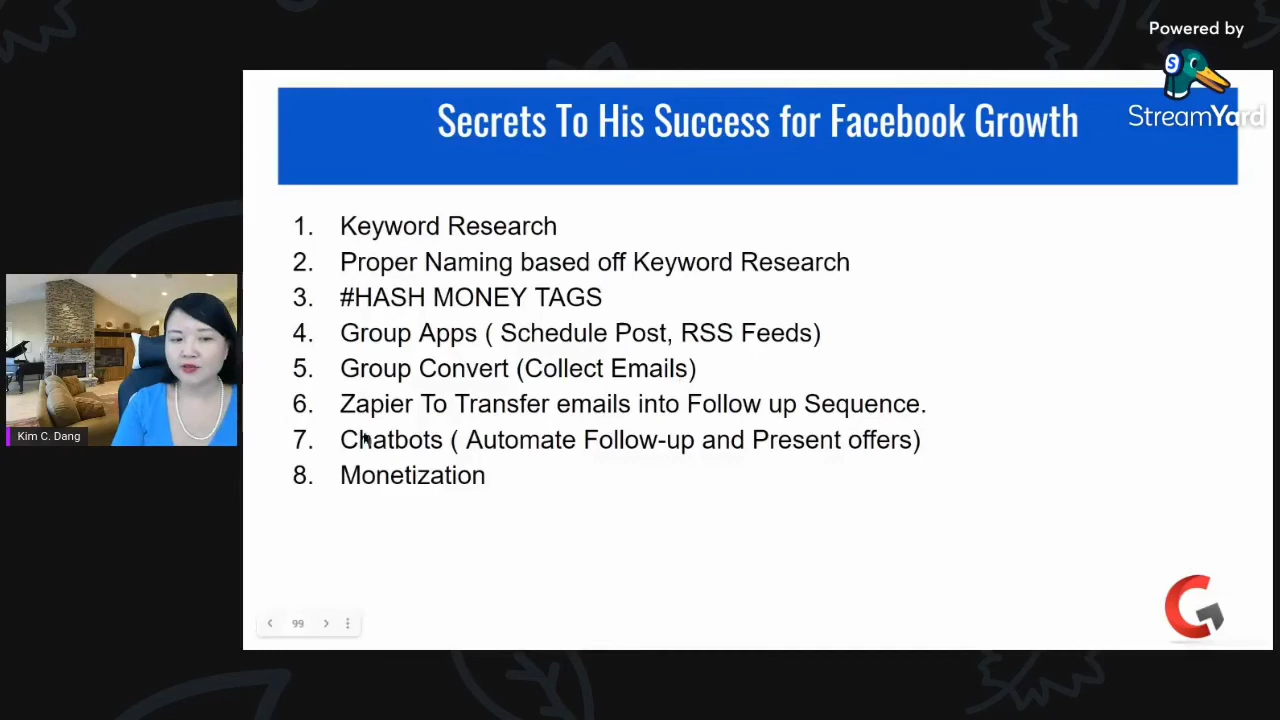 Powered by
StreamYard
Secrets To His Success for Facebook Growth
1. Keyword Research
2. Proper Naming based off Keyword Research
3. #HASH MONEY TAGS
4. Group Apps ( Schedule Post, RSS Feeds)
5. Group Convert (Collect Emails)
6. Zapier To Transfer emails into Follow up Sequence.
7. Chatbots ( Automate Follow-up and Present offers)
8. Monetization
Kim C. Dang
99